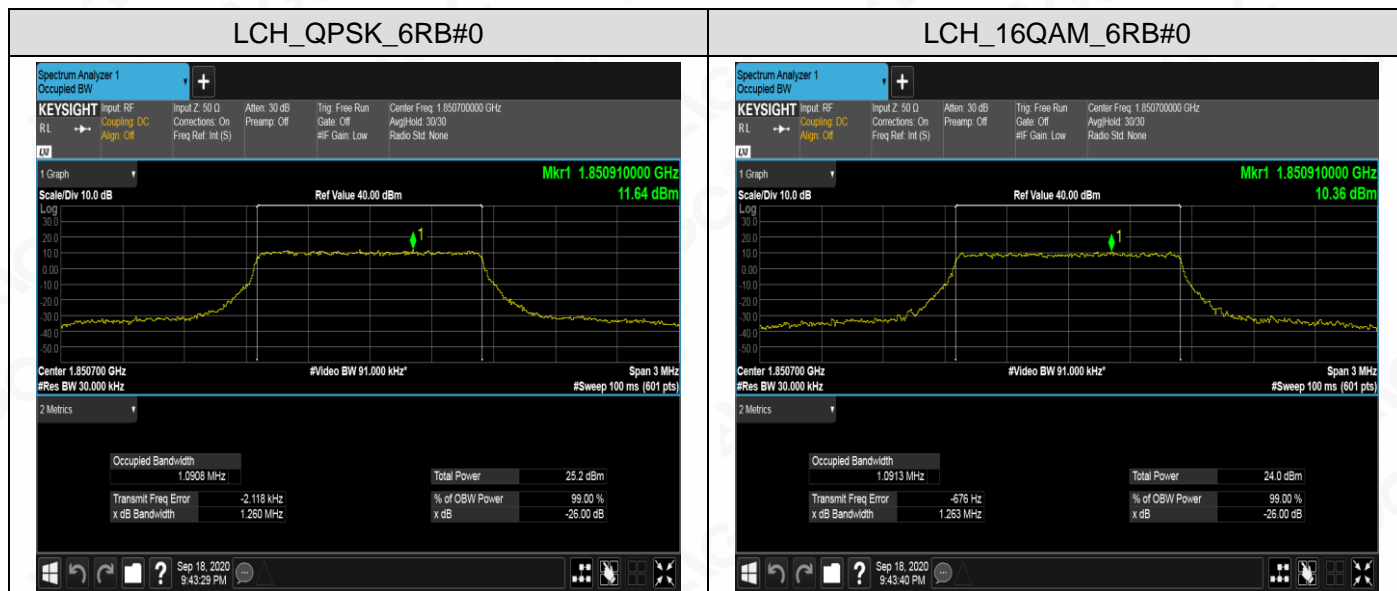 LCH_QPSK_6RB#0
Spectrum Analyzer 1
Occupied BW
+
KEYSIGHT
RL
LXI
Input: RF
Coupling: DC
Align: Off
Input Z: 50 Ω
Corrections: On
Freq Ref: Int (S)
Atten: 30 dB
Preamp: Off
Trig: Free Run
Gate: Off
#IF Gain: Low
Center Freq: 1.850700000 GHz
Avg|Hold: 30/30
Radio Std: None
1 Graph
Mkr1 1.850910000 GHz
Scale/Div 10.0 dB
Ref Value 40.00 dBm
11.64 dBm
Log
30.0
20.0
10.0
0.00
-10.0
-20.0
-30.0
-40.0
-50.0
1
Center 1.850700 GHz
#Video BW 91.000 kHz*
Span 3 MHz
#Res BW 30.000 kHz
#Sweep 100 ms (601 pts)
2 Metrics
Occupied Bandwidth
1.0908 MHz
Total Power 25.2 dBm
Transmit Freq Error -2.118 kHz
% of OBW Power 99.00 %
x dB Bandwidth 1.260 MHz
x dB -26.00 dB
?
Sep 18, 2020
9:43:29 PM
LCH_16QAM_6RB#0
Spectrum Analyzer 1
Occupied BW
+
KEYSIGHT
RL
LXI
Input: RF
Coupling: DC
Align: Off
Input Z: 50 Ω
Corrections: On
Freq Ref: Int (S)
Atten: 30 dB
Preamp: Off
Trig: Free Run
Gate: Off
#IF Gain: Low
Center Freq: 1.850700000 GHz
Avg|Hold: 30/30
Radio Std: None
1 Graph
Mkr1 1.850910000 GHz
Scale/Div 10.0 dB
Ref Value 40.00 dBm
10.36 dBm
Log
30.0
20.0
10.0
0.00
-10.0
-20.0
-30.0
-40.0
-50.0
1
Center 1.850700 GHz
#Video BW 91.000 kHz*
Span 3 MHz
#Res BW 30.000 kHz
#Sweep 100 ms (601 pts)
2 Metrics
Occupied Bandwidth
1.0913 MHz
Total Power 24.0 dBm
Transmit Freq Error -676 Hz
% of OBW Power 99.00 %
x dB Bandwidth 1.263 MHz
x dB -26.00 dB
?
Sep 18, 2020
9:43:40 PM